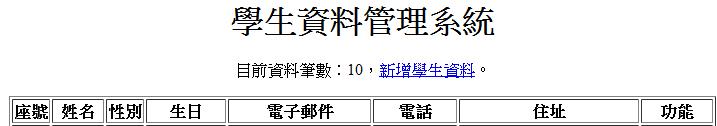 學生資料管理系統
目前資料筆數：10，新增學生資料。
座號 姓名 性別 生日 電子郵件 電話 住址 功能